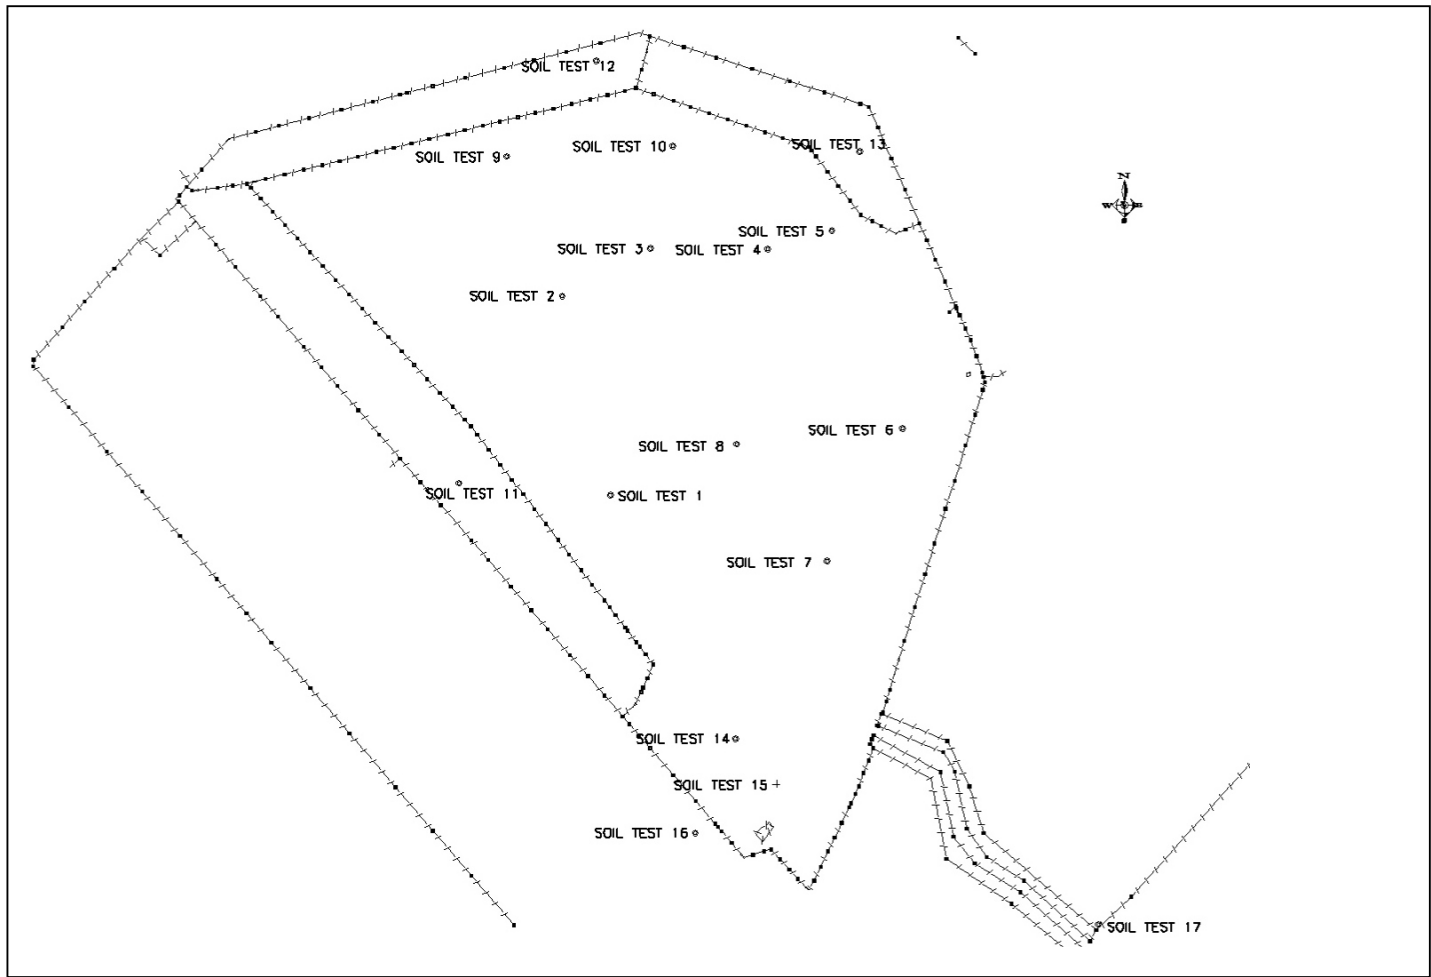 SOIL TEST 12
SOIL TEST 13
SOIL TEST 10
SOIL TEST 9
N
W E
S
SOIL TEST 5
SOIL TEST 3
SOIL TEST 4
SOIL TEST 2
SOIL TEST 6
SOIL TEST 8
SOIL TEST 11
SOIL TEST 1
SOIL TEST 7
SOIL TEST 14
SOIL TEST 15
SOIL TEST 16
SOIL TEST 17